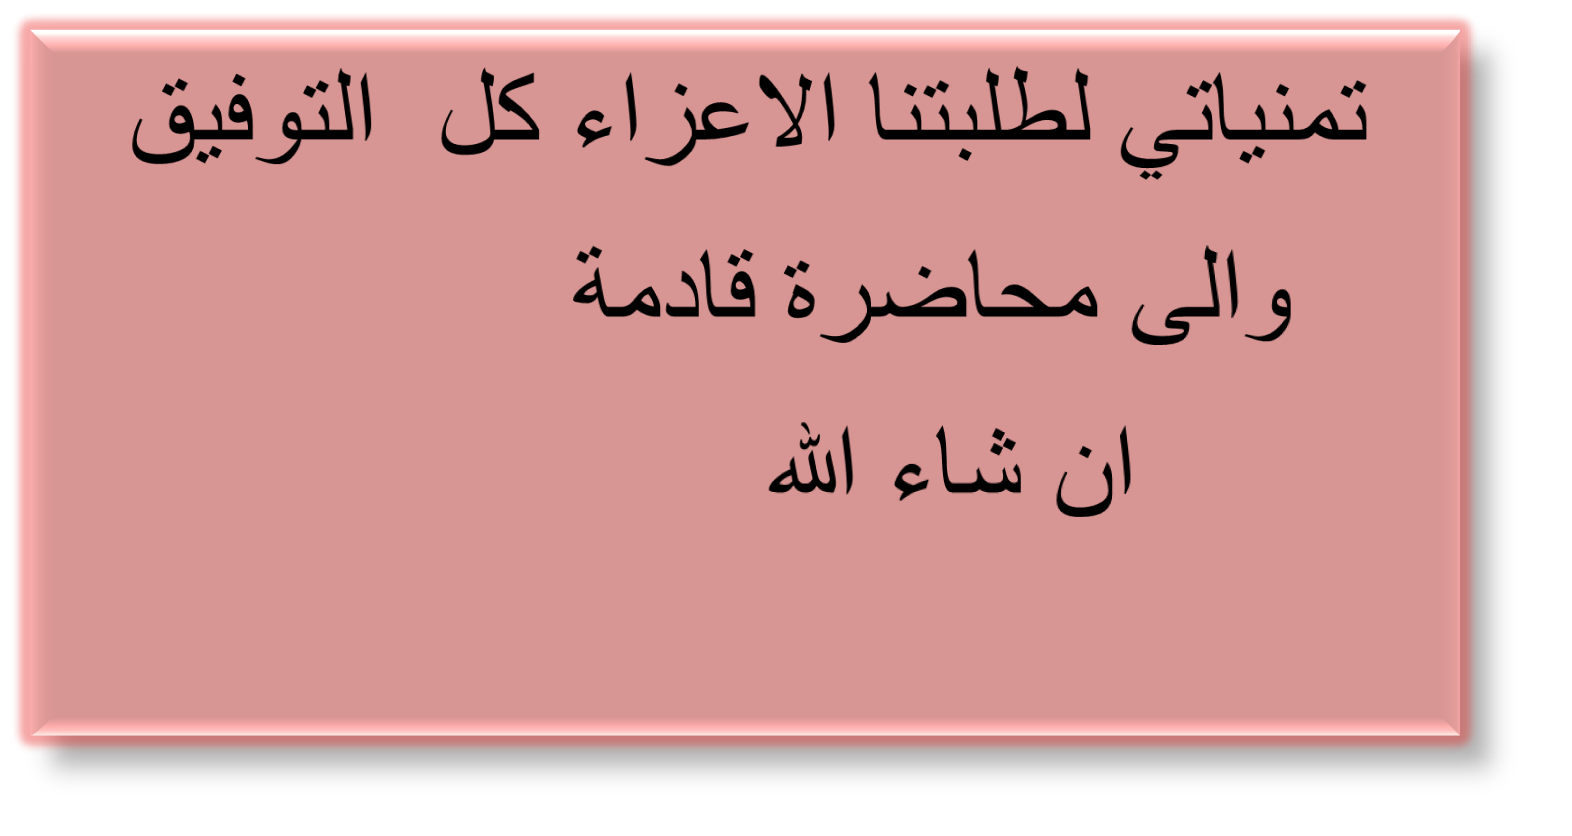 تمنياتي لطلبتنا الاعزاء كل التوفيق
والى محاضرة قادمة
ان شاء الله